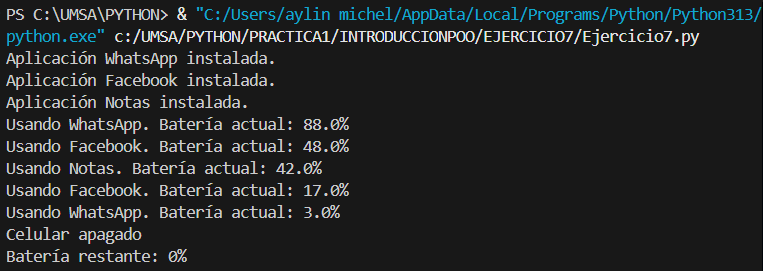 PS C:\UMSA\PYTHON> & "C:/Users/aylin michel/AppData/Local/Programs/Python/Python313/
python.exe" c:/UMSA/PYTHON/PRACTICA1/INTRODUCCIONPOO/EJERCICIO7/Ejercicio7.py
Aplicación WhatsApp instalada.
Aplicación Facebook instalada.
Aplicación Notas instalada.
Usando WhatsApp. Batería actual: 88.0%
Usando Facebook. Batería actual: 48.0%
Usando Notas. Batería actual: 42.0%
Usando Facebook. Batería actual: 17.0%
Usando WhatsApp. Batería actual: 3.0%
Celular apagado
Batería restante: 0%